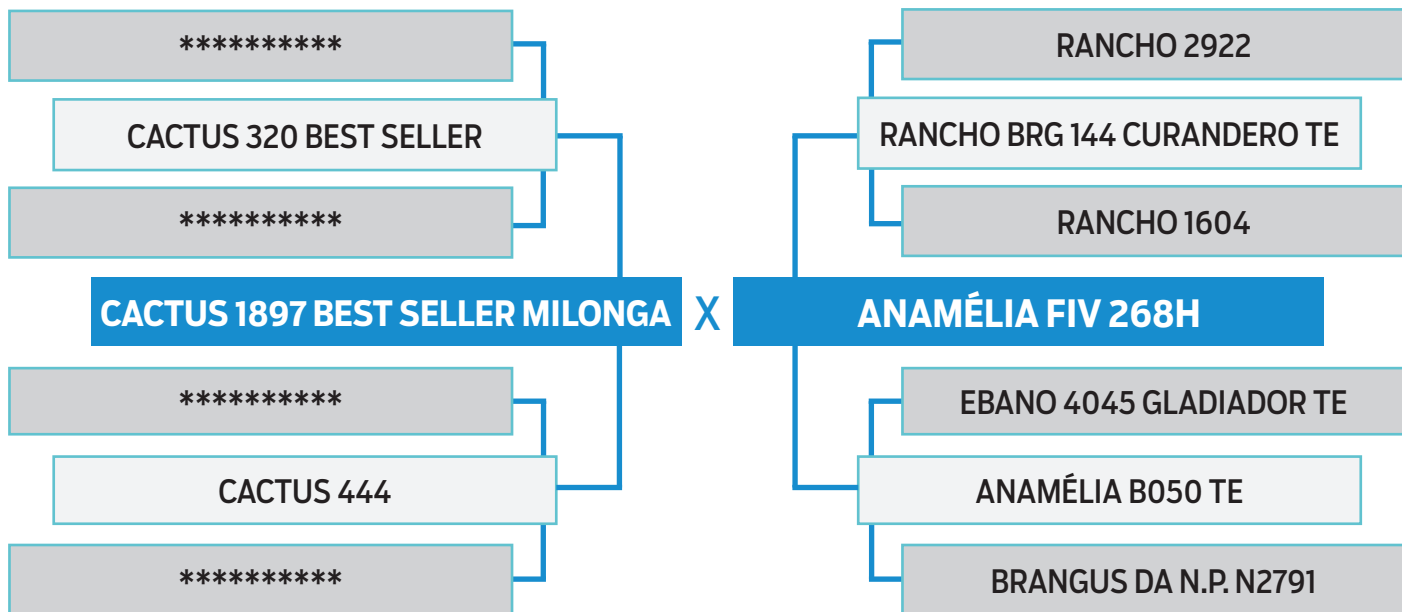 **********
CACTUS 320 BEST SELLER
**********
CACTUS 1897 BEST SELLER MILONGA
**********
CACTUS 444
**********
X
RANCHO 2922
RANCHO BRG 144 CURANDERO TE
RANCHO 1604
ANAMÉLIA FIV 268H
EBANO 4045 GLADIADOR TE
ANAMÉLIA B050 TE
BRANGUS DA N.P. N2791